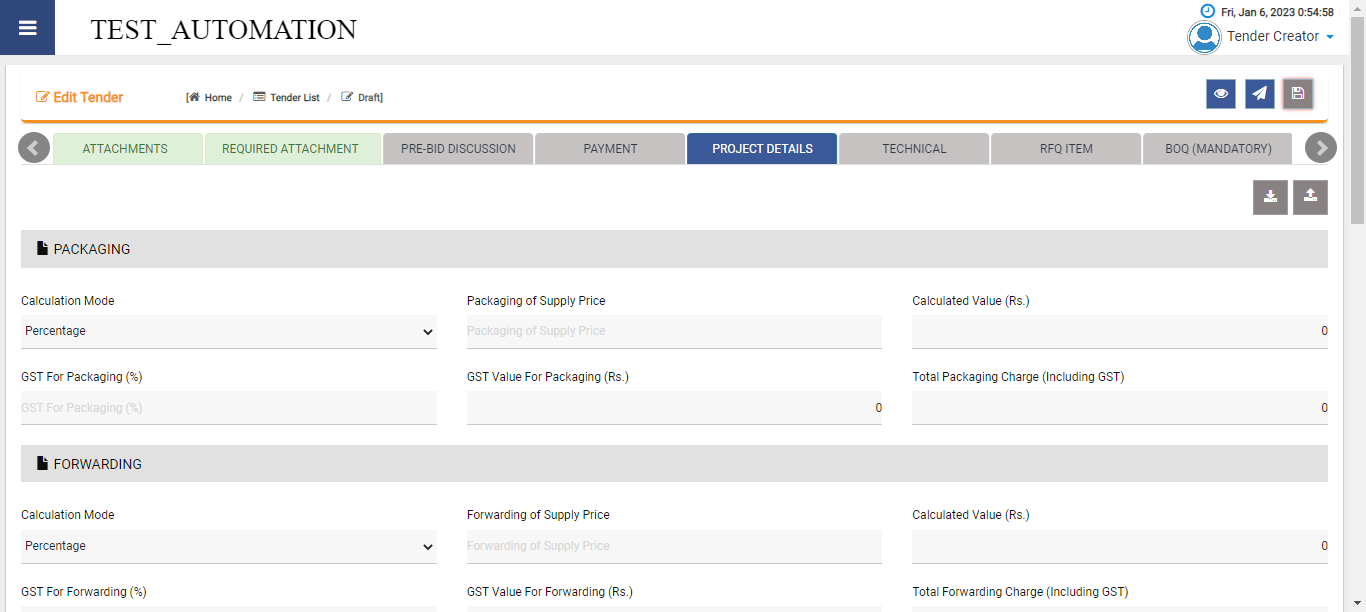 TEST_AUTOMATION
Fri, Jan 6, 2023 0:54:58
Tender Creator
Edit Tender
[ Home / Tender List / Draft]
ATTACHMENTS
REQUIRED ATTACHMENT
PRE-BID DISCUSSION
PAYMENT
PROJECT DETAILS
TECHNICAL
RFQ ITEM
BOQ (MANDATORY)
PACKAGING
Calculation Mode
Packaging of Supply Price
Calculated Value (Rs.)
Percentage
Packaging of Supply Price
0
GST For Packaging (%)
GST Value For Packaging (Rs.)
Total Packaging Charge (Including GST)
GST For Packaging (%)
0
0
FORWARDING
Calculation Mode
Forwarding of Supply Price
Calculated Value (Rs.)
Percentage
Forwarding of Supply Price
0
GST For Forwarding (%)
GST Value For Forwarding (Rs.)
Total Forwarding Charge (Including GST)